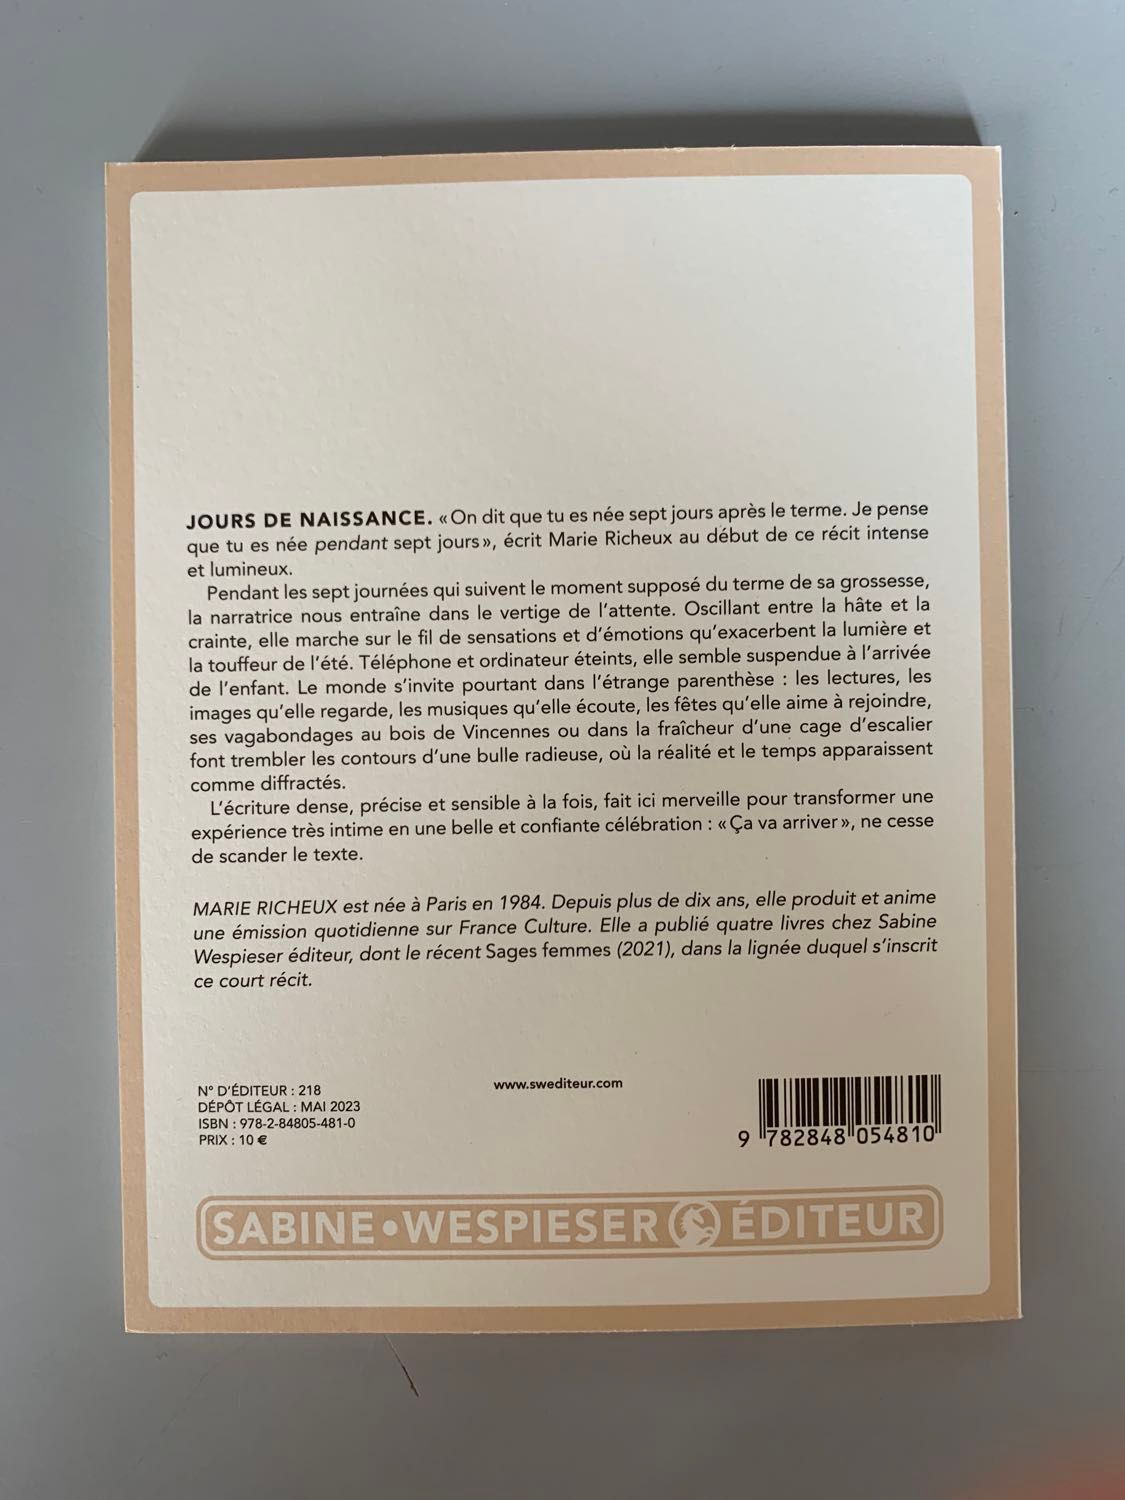 JOURS DE NAISSANCE. « On dit que tu es née sept jours après le terme. Je pense
que tu es née pendant sept jours », écrit Marie Richeux au début de ce récit intense
et lumineux.
Pendant les sept journées qui suivent le moment supposé du terme de sa grossesse,
la narratrice nous entraîne dans le vertige de l’attente. Oscillant entre la hâte et la
crainte, elle marche sur le fil de sensations et d’émotions qu’exacerbent la lumière et
la touffeur de l’été. Téléphone et ordinateur éteints, elle semble suspendue à l’arrivée
de l’enfant. Le monde s’invite pourtant dans l’étrange parenthèse : les lectures, les
images qu’elle regarde, les musiques qu’elle écoute, les fêtes qu’elle aime à rejoindre,
ses vagabondages au bois de Vincennes ou dans la fraîcheur d’une cage d’escalier
font trembler les contours d’une bulle radieuse, où la réalité et le temps apparaissent
comme diffractés.
L’écriture dense, précise et sensible à la fois, fait ici merveille pour transformer une
expérience très intime en une belle et confiante célébration : « Ça va arriver », ne cesse
de scander le texte.
MARIE RICHEUX est née à Paris en 1984. Depuis plus de dix ans, elle produit et anime
une émission quotidienne sur France Culture. Elle a publié quatre livres chez Sabine
Wespieser éditeur, dont le récent Sages femmes (2021), dans la lignée duquel s’inscrit
ce court récit.
N° D’ÉDITEUR : 218
DÉPÔT LÉGAL : MAI 2023
ISBN : 978-2-84805-481-0
PRIX : 10 €
www.swediteur.com
9 782848 054810
SABINE • WESPIESER ÉDITEUR